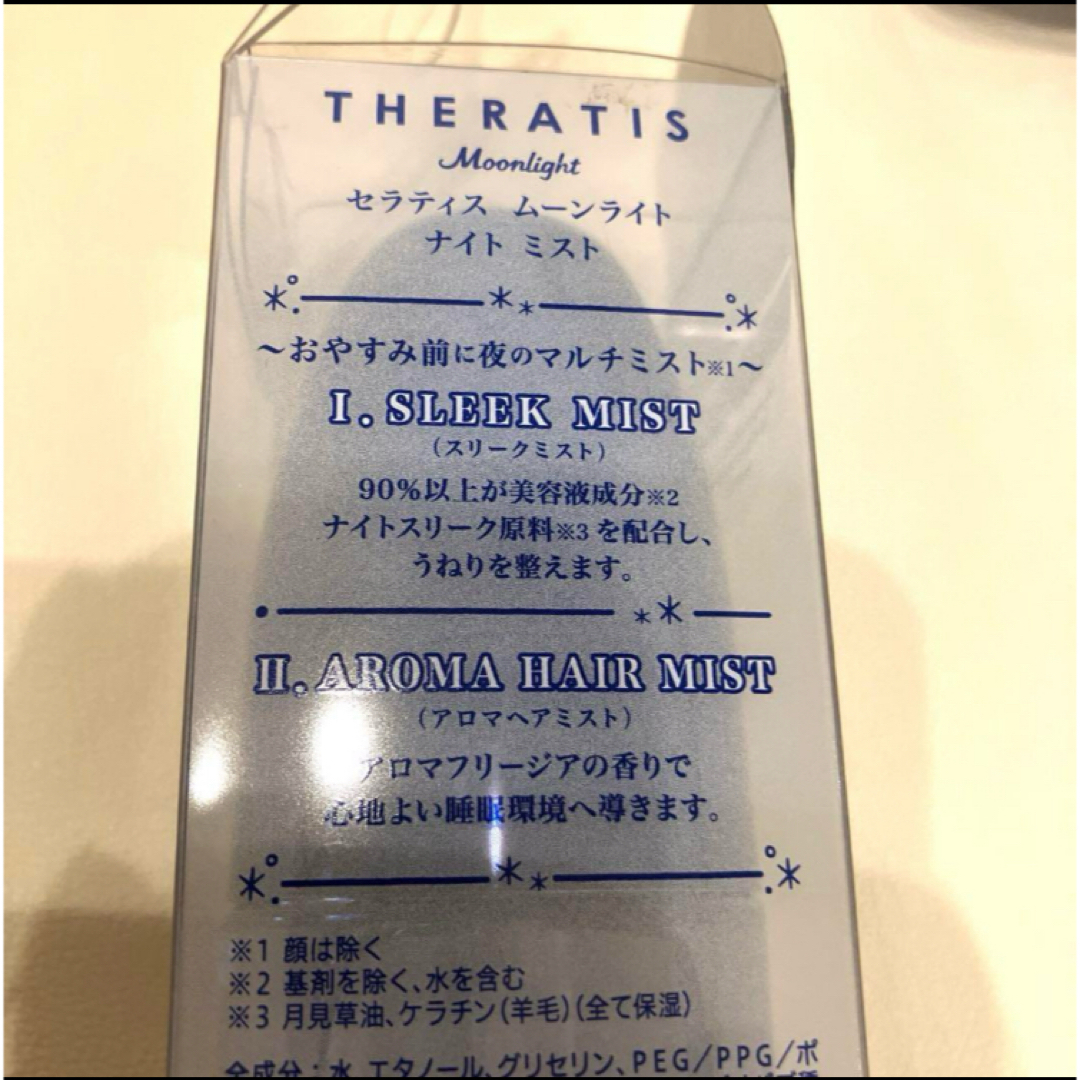 THERATIS
Moonlight
セラティス ムーンライト
ナイト ミスト
~おやすみ前に夜のマルチミスト※1~
I。SLEEK MIST
(スリークミスト)
90%以上が美容液成分※2
ナイトスリーク原料※3を配合し、
うねりを整えます。
II。AROMA HAIR MIST
(アロマヘアミスト)
アロマフリージアの香りで
心地よい睡眠環境へ導きます。
※1 顔は除く
※2 基剤を除く、水を含む
※3 月見草油、ケラチン(羊毛)(全て保湿)
全成分:水、エタノール、グリセリン、PEG/PPG/ポ